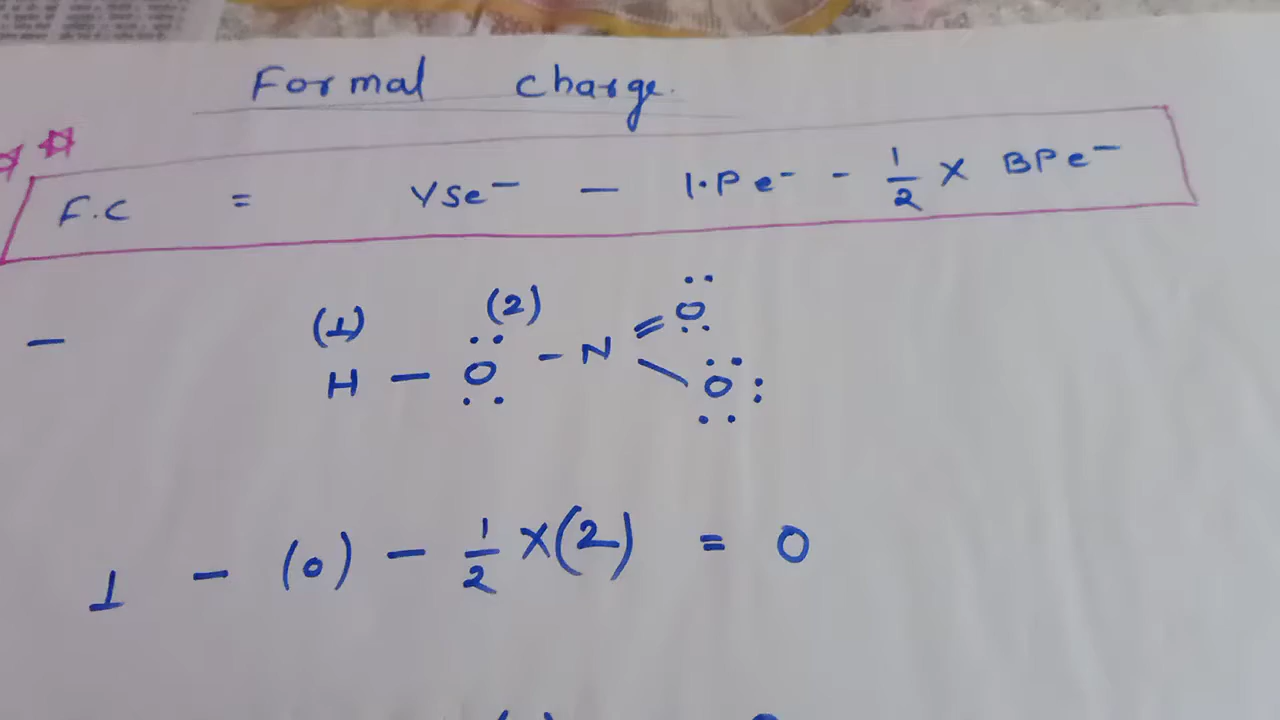 Formal charge.
F.C = VSe⁻ – l.Pe⁻ - 1/2 × BPe⁻
– (1) (2)
H – O – N = O
O
1 – (0) – 1/2 × (2) = 0